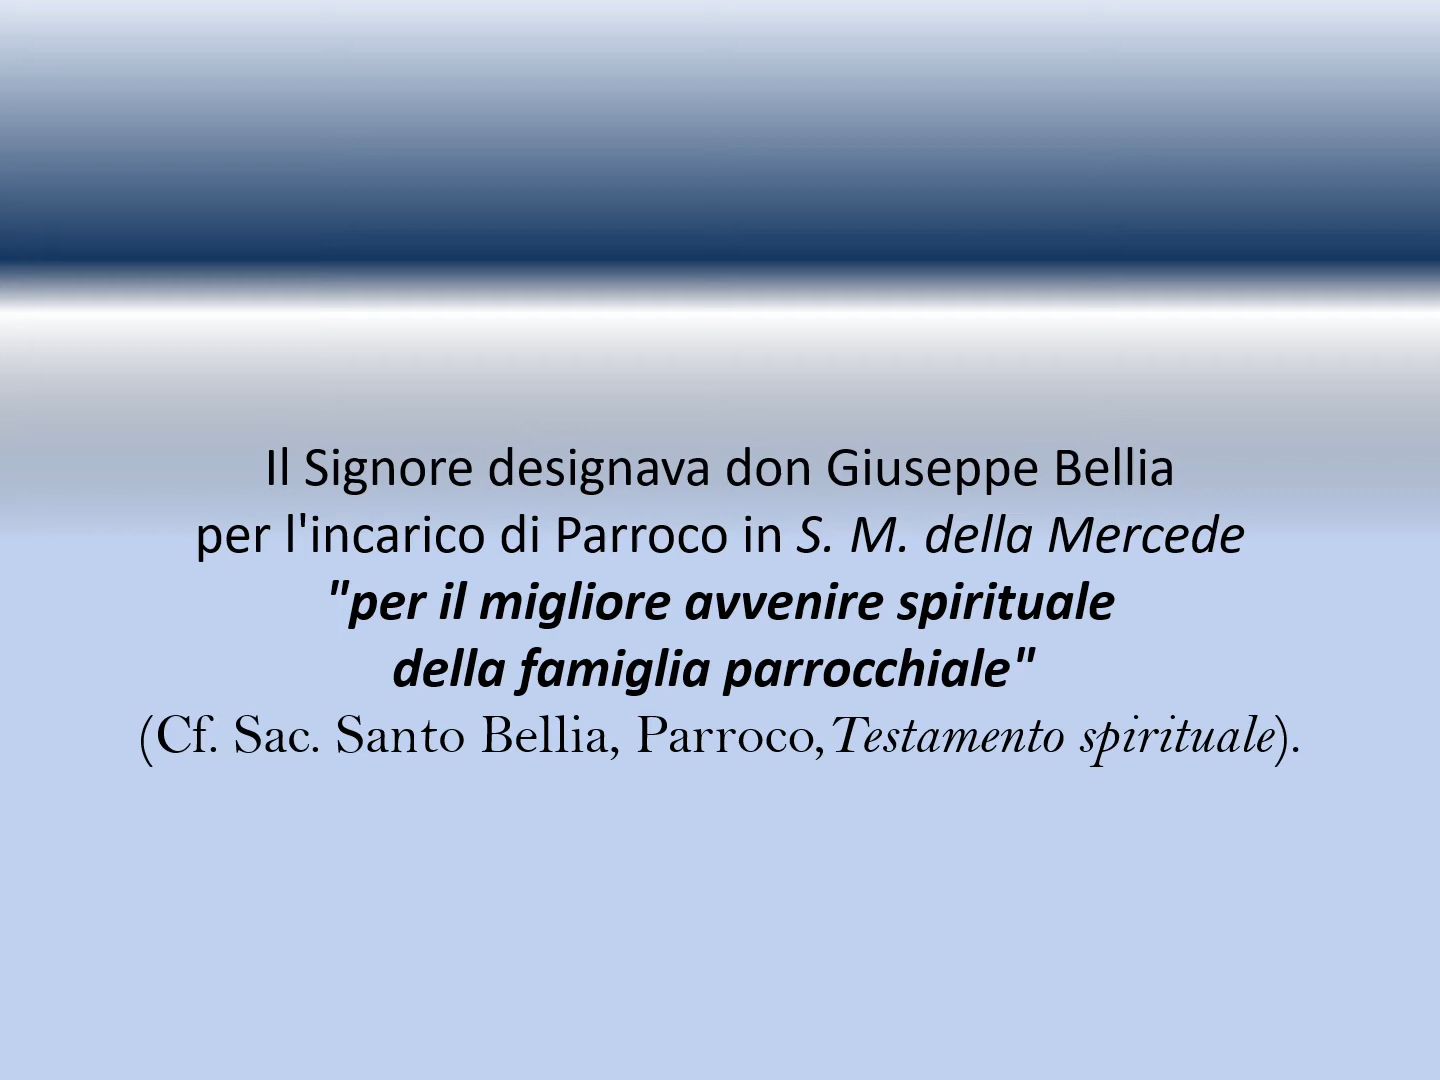 Il Signore designava don Giuseppe Bellia
per l'incarico di Parroco in S. M. della Mercede
"per il migliore avvenire spirituale
della famiglia parrocchiale"
(Cf. Sac. Santo Bellia, Parroco, Testamento spirituale).